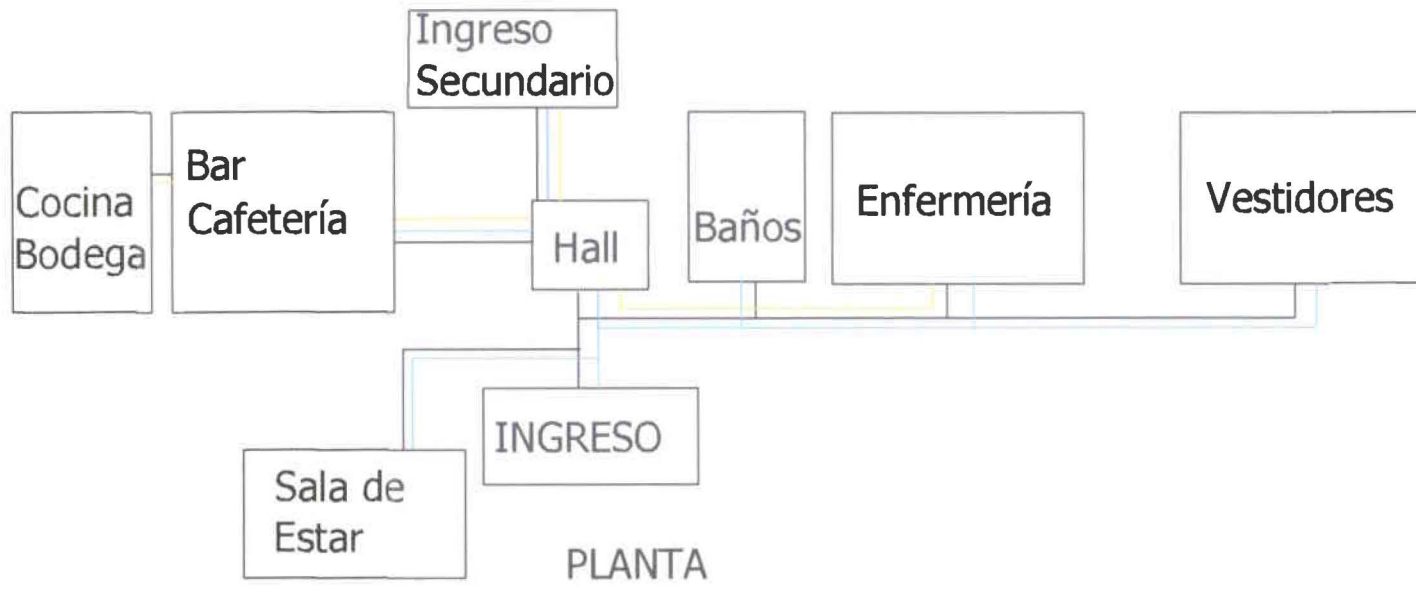 Ingreso
Secundario
Cocina
Bodega
Bar
Cafetería
Hall
Baños
Enfermería
Vestidores
INGRESO
Sala de
Estar
PLANTA